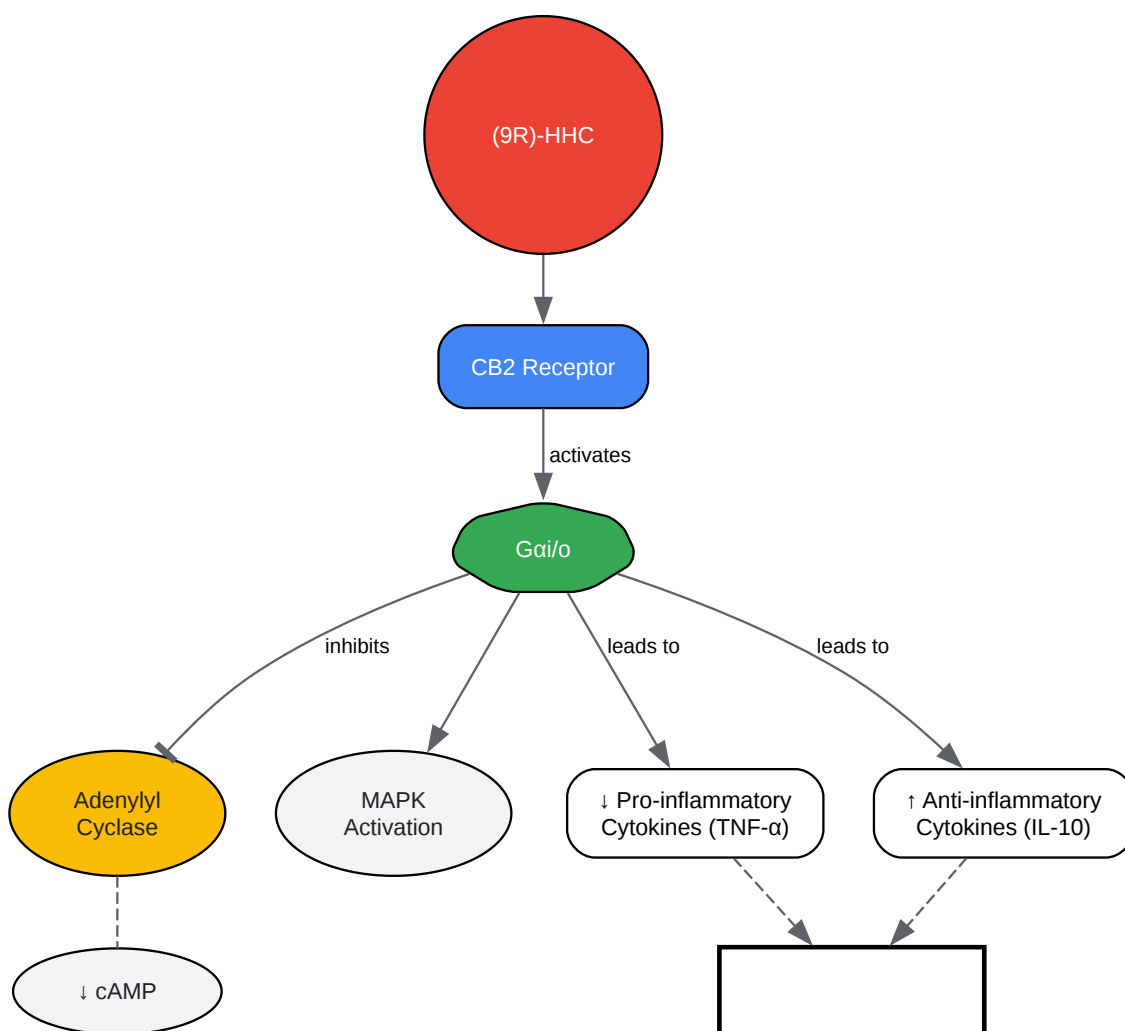 (9R)-HHC
CB2 Receptor
activates
Gαi/o
inhibits
leads to
leads to
Adenylyl
Cyclase
MAPK
Activation
↓ Pro-inflammatory
Cytokines (TNF-α)
↑ Anti-inflammatory
Cytokines (IL-10)
↓ cAMP